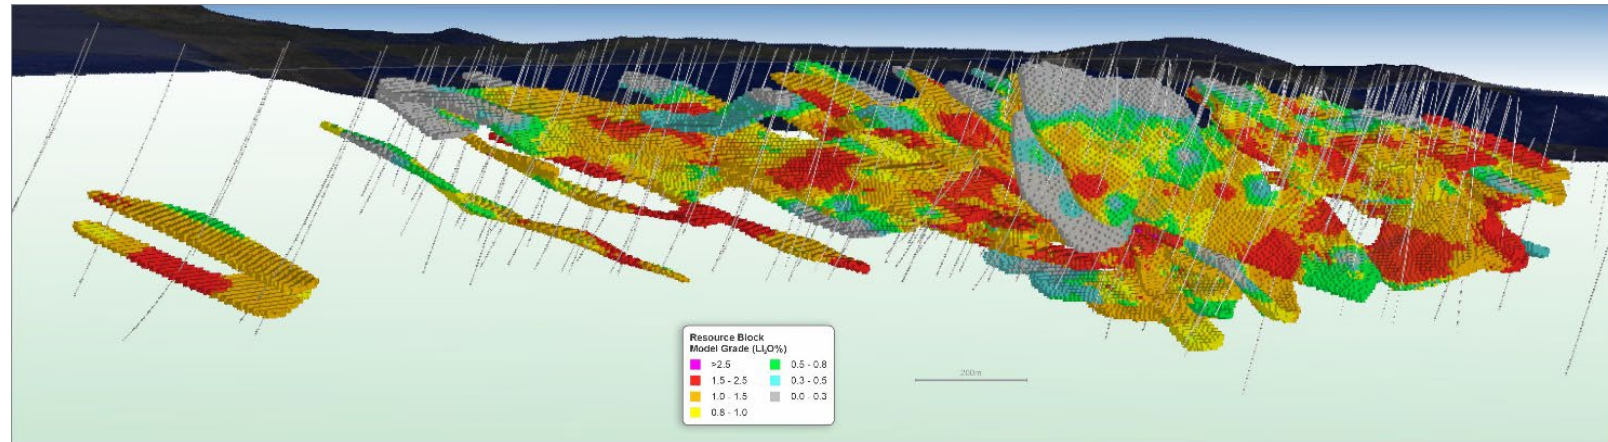 Resource Block
Model Grade (Li₂O%)
>2.5
1.5 - 2.5
1.0 - 1.5
0.8 - 1.0
0.5 - 0.8
0.3 - 0.5
0.0 - 0.3
200m